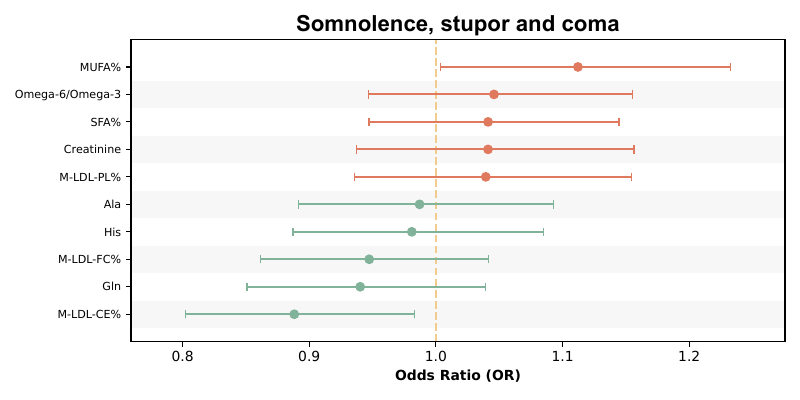 Somnolence, stupor and coma
MUFA%
Omega-6/Omega-3
SFA%
Creatinine
M-LDL-PL%
Ala
His
M-LDL-FC%
Gln
M-LDL-CE%
0.8 0.9 1.0 1.1 1.2
Odds Ratio (OR)